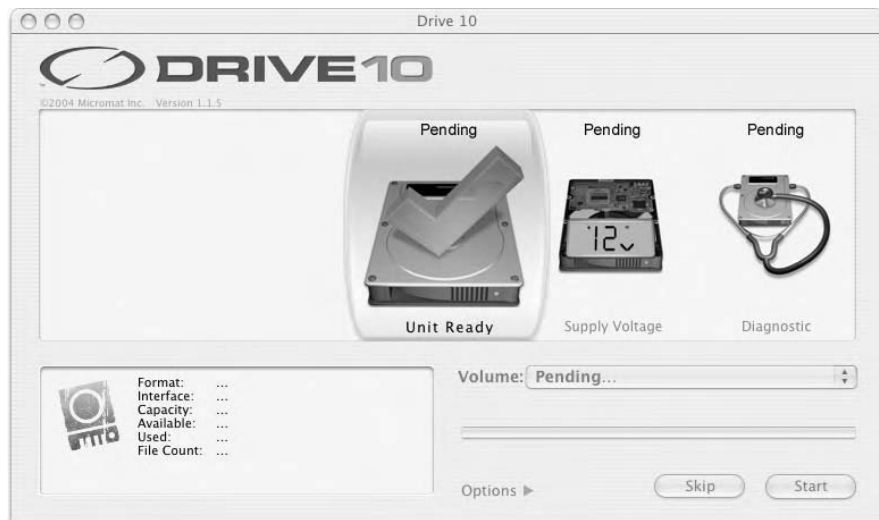 Drive 10
DRIVE10
©2004 Micromat Inc. Version 1.1.5
Pending Pending Pending
12v
Unit Ready Supply Voltage Diagnostic
Volume: Pending...
Format: ...
Interface: ...
Capacity: ...
Available: ...
Used: ...
File Count: ...
Options
Skip Start